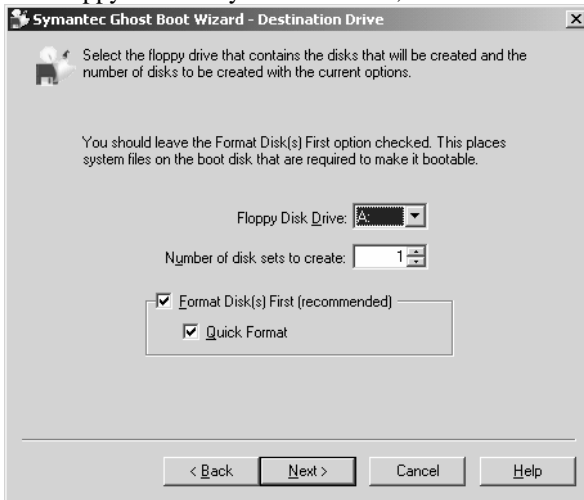 Symantec Ghost Boot Wizard - Destination Drive
Select the floppy drive that contains the disks that will be created and the
number of disks to be created with the current options.
You should leave the Format Disk(s) First option checked. This places
system files on the boot disk that are required to make it bootable.
Floppy Disk Drive: A:
Number of disk sets to create: 1
Format Disk(s) First (recommended)
Quick Format
< Back Next > Cancel Help